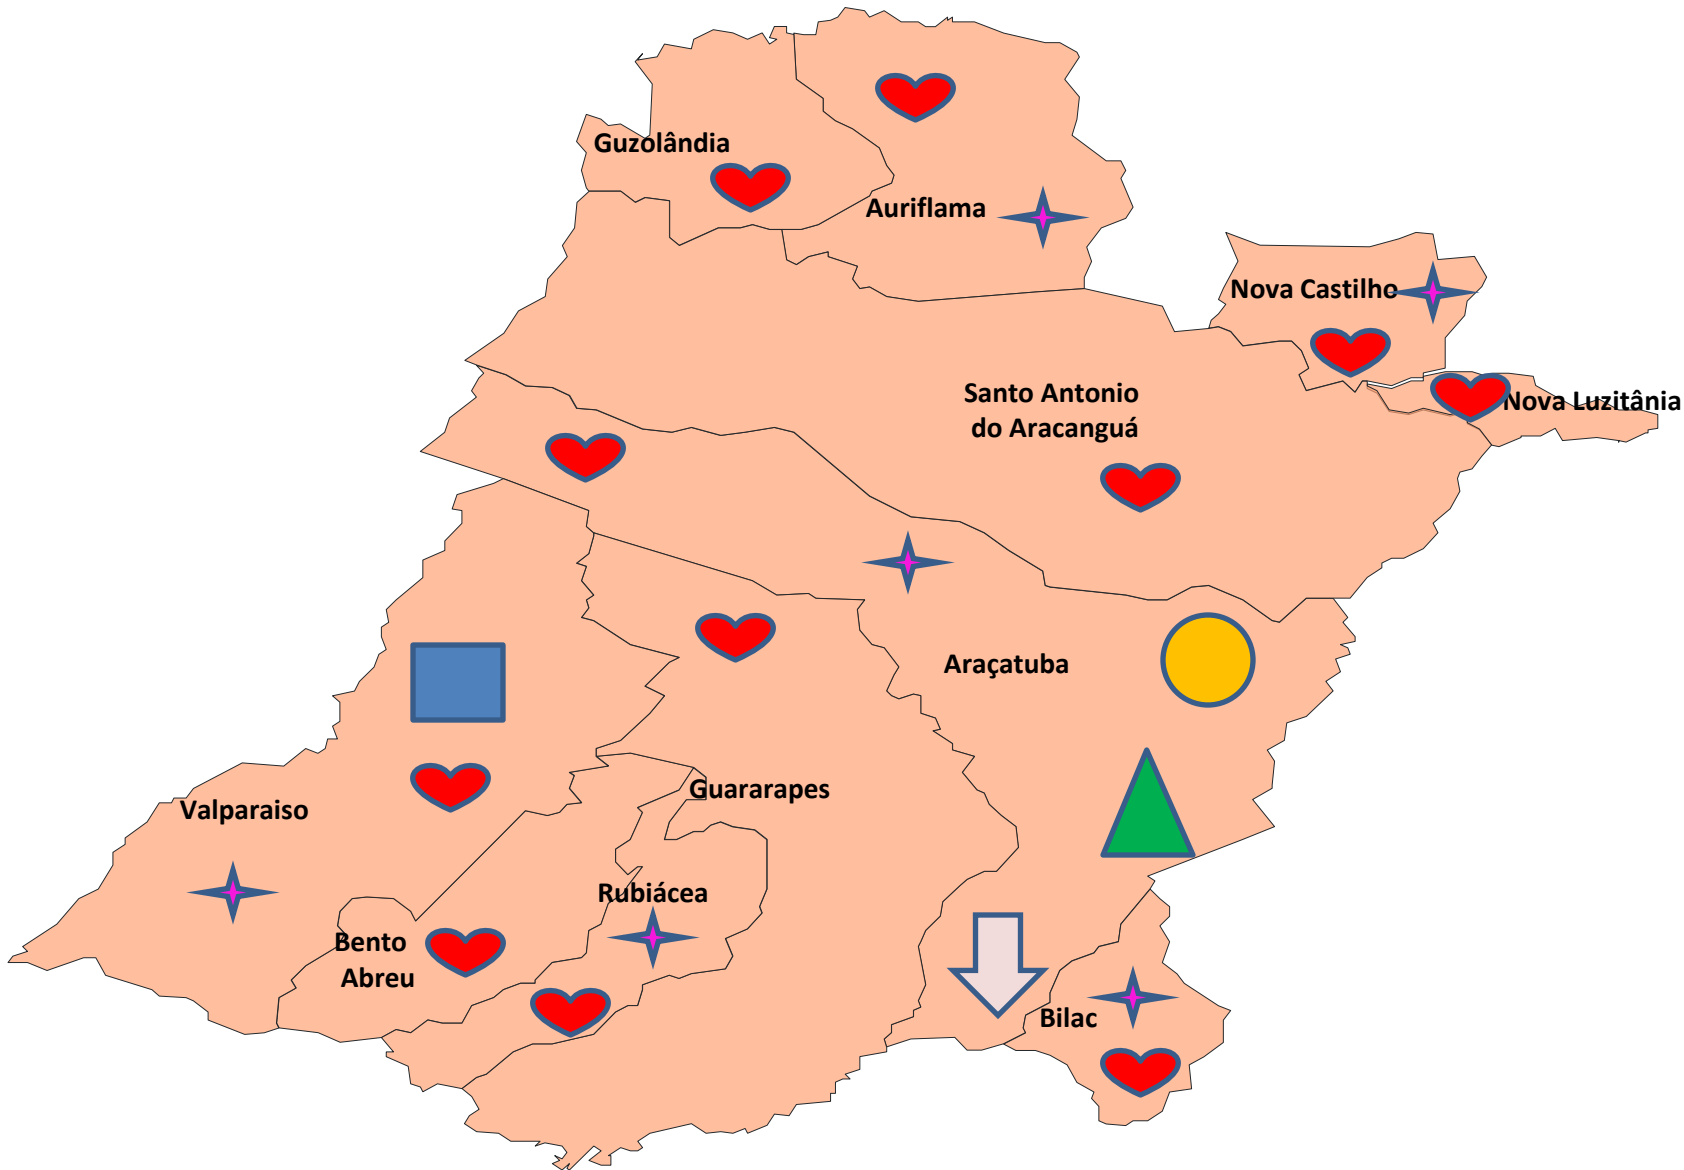 Guzolândia
Auriflama
Nova Castilho
Santo Antonio
do Aracanguá
Nova Luzitânia
Araçatuba
Guararapes
Valparaiso
Rubiácea
Bento
Abreu
Bilac